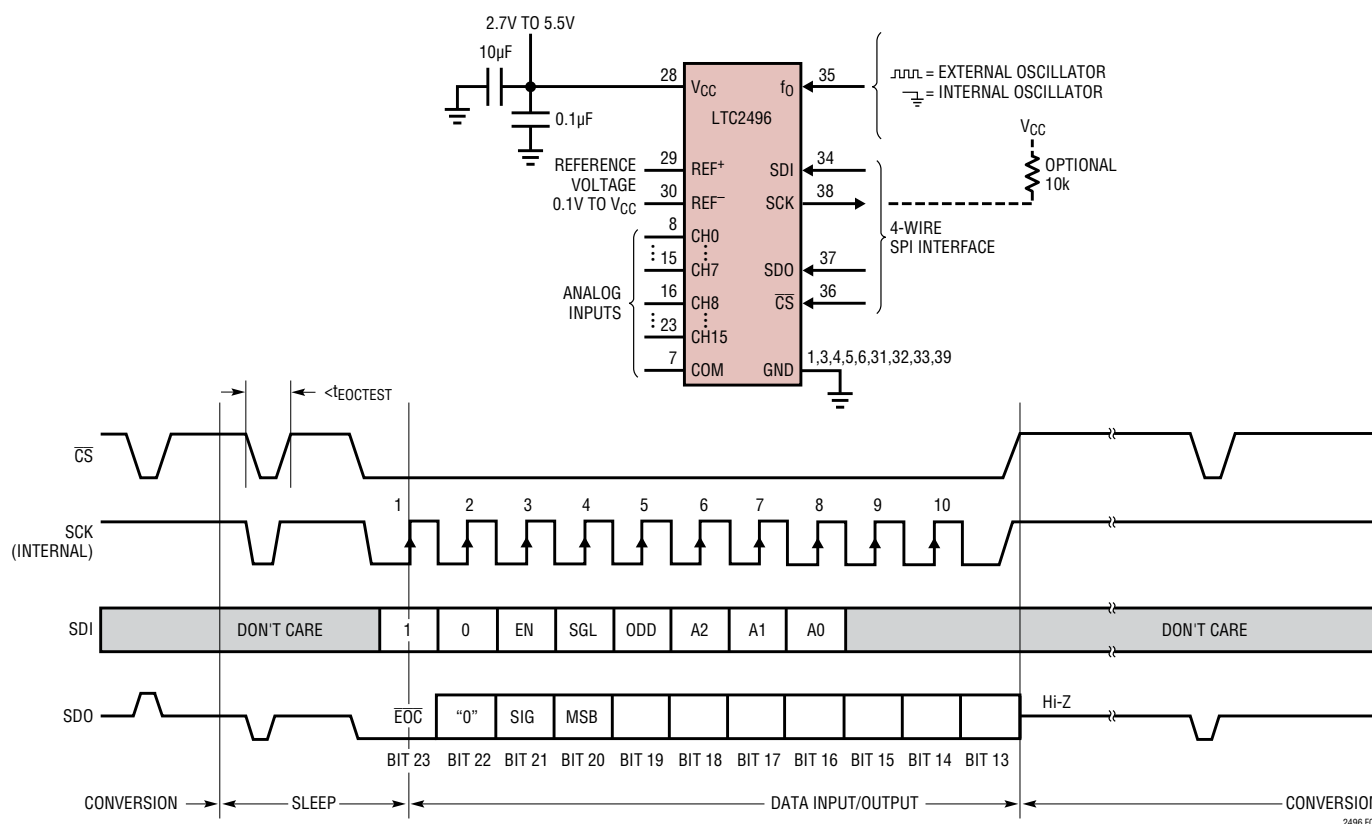 2.7V TO 5.5V
10µF
0.1µF
28 VCC
fO 35
LTC2496
= EXTERNAL OSCILLATOR
= INTERNAL OSCILLATOR
VCC
OPTIONAL
10k
REFERENCE
VOLTAGE
0.1V TO VCC
29 REF+
30 REF–
8 CH0
15 CH7
16 CH8
23 CH15
7 COM
ANALOG
INPUTS
SDI 34
SCK 38
SDO 37
CS 36
GND 1,3,4,5,6,31,32,33,39
4-WIRE
SPI INTERFACE
<tEOCTEST
CS
SCK
(INTERNAL)
1 2 3 4 5 6 7 8 9 10
SDI DON'T CARE 1 0 EN SGL ODD A2 A1 A0 DON'T CARE
SDO EOC “0” SIG MSB Hi-Z
BIT 23 BIT 22 BIT 21 BIT 20 BIT 19 BIT 18 BIT 17 BIT 16 BIT 15 BIT 14 BIT 13
CONVERSION SLEEP DATA INPUT/OUTPUT CONVERSION